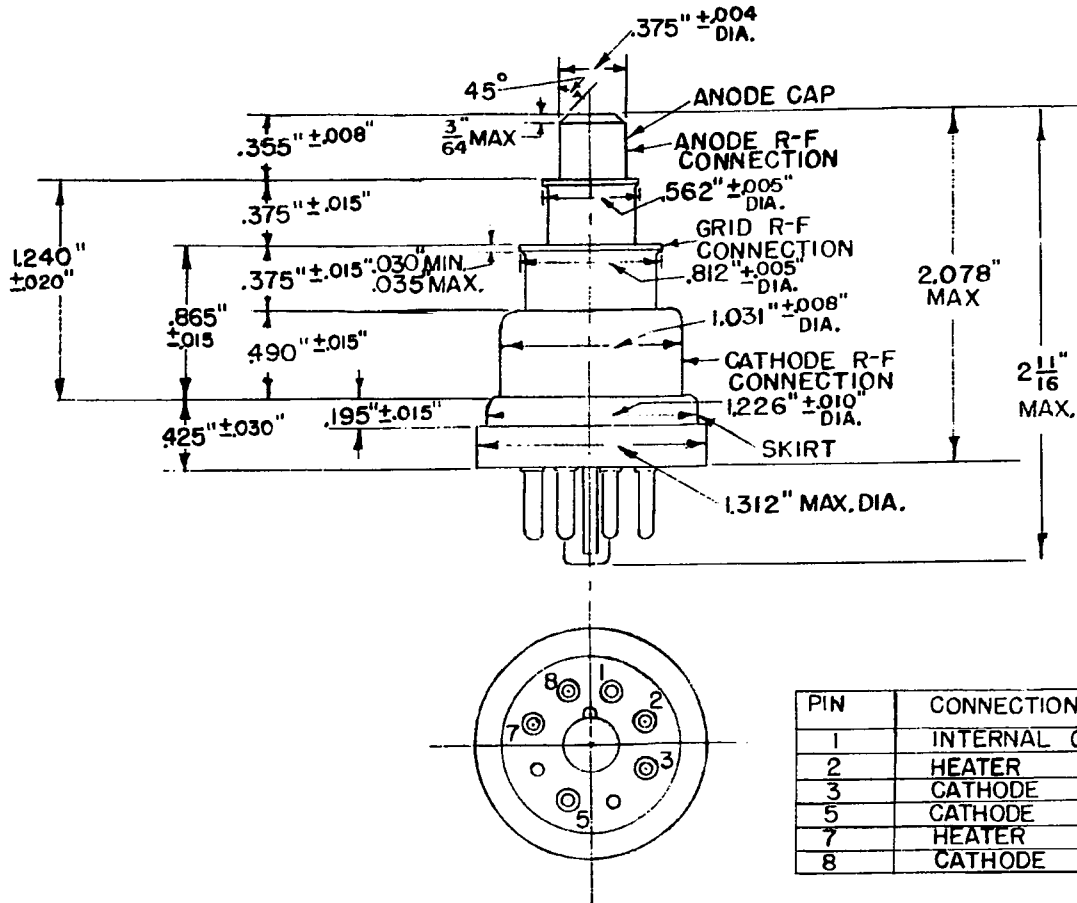 .375" ±.004
DIA.
45°
ANODE CAP
3/64" MAX
ANODE R-F
CONNECTION
.355" ±.008"
.562" ±.005"
DIA.
.375" ±.015"
GRID R-F
CONNECTION
1.240"
±.020"
.375" ±.015"
.030" MIN.
.035" MAX.
.812" ±.005"
DIA.
2.078"
MAX
.865"
±.015
1.031" ±.008"
DIA.
.490" ±.015"
CATHODE R-F
CONNECTION
2 11/16"
MAX.
.425" ±.030"
.195" ±.015"
1.226" ±.010"
DIA.
SKIRT
1.312" MAX. DIA.
8 1
7 2
3
5
PIN CONNECTION
1 INTERNAL
2 HEATER
3 CATHODE
5 CATHODE
7 HEATER
8 CATHODE